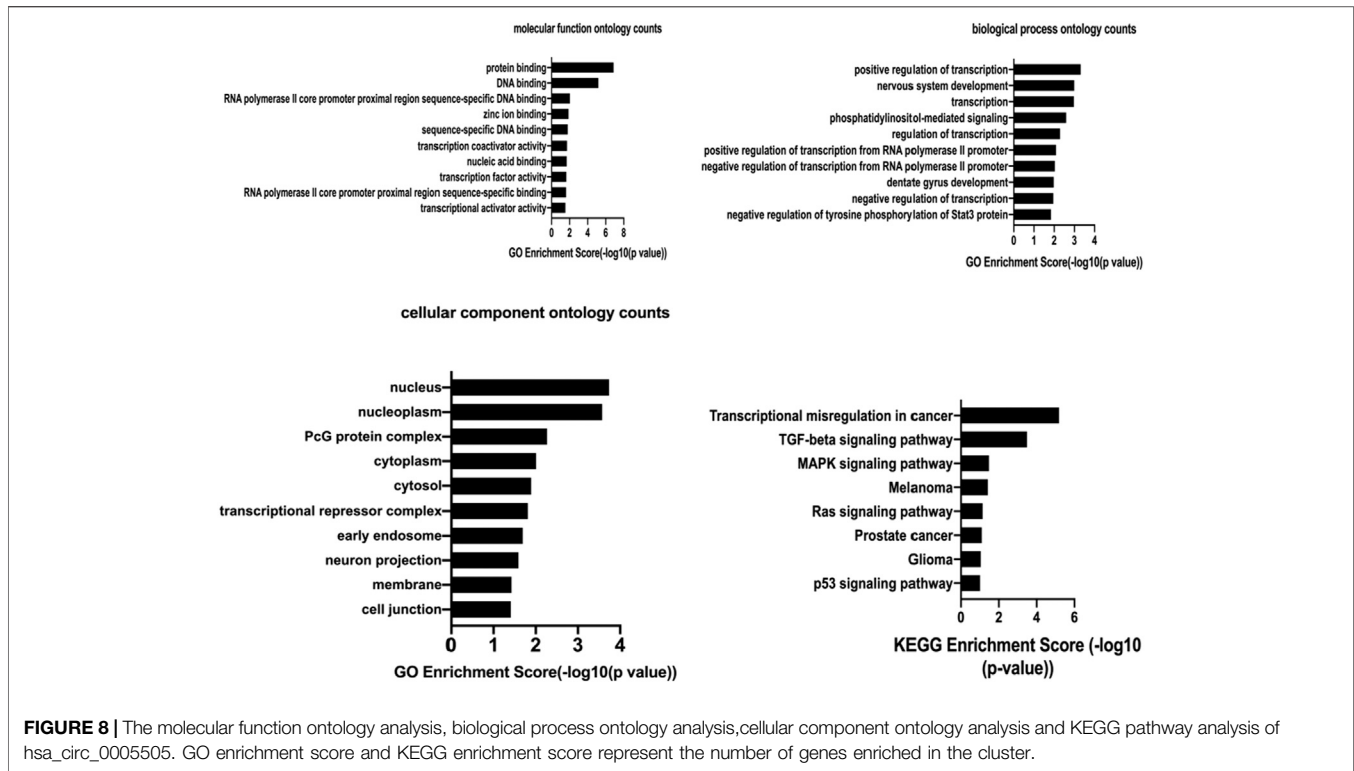 molecular function ontology counts
protein binding
DNA binding
RNA polymerase II core promoter proximal region sequence-specific DNA binding
zinc ion binding
sequence-specific DNA binding
transcription coactivator activity
nucleic acid binding
transcription factor activity
RNA polymerase II core promoter proximal region sequence-specific binding
transcriptional activator activity
0 2 4 6 8
GO Enrichment Score(-log10(p value))
biological process ontology counts
positive regulation of transcription
nervous system development
transcription
phosphatidylinositol-mediated signaling
regulation of transcription
positive regulation of transcription from RNA polymerase II promoter
negative regulation of transcription from RNA polymerase II promoter
dentate gyrus development
negative regulation of transcription
negative regulation of tyrosine phosphorylation of Stat3 protein
0 1 2 3 4
GO Enrichment Score(-log10(p value))
cellular component ontology counts
nucleus
nucleoplasm
PcG protein complex
cytoplasm
cytosol
transcriptional repressor complex
early endosome
neuron projection
membrane
cell junction
0 1 2 3 4
GO Enrichment Score(-log10(p value))
Transcriptional misregulation in cancer
TGF-beta signaling pathway
MAPK signaling pathway
Melanoma
Ras signaling pathway
Prostate cancer
Glioma
p53 signaling pathway
0 2 4 6
KEGG Enrichment Score (-log10
(p-value))
FIGURE 8 | The molecular function ontology analysis, biological process ontology analysis,cellular component ontology analysis and KEGG pathway analysis of
hsa_circ_0005505. GO enrichment score and KEGG enrichment score represent the number of genes enriched in the cluster.